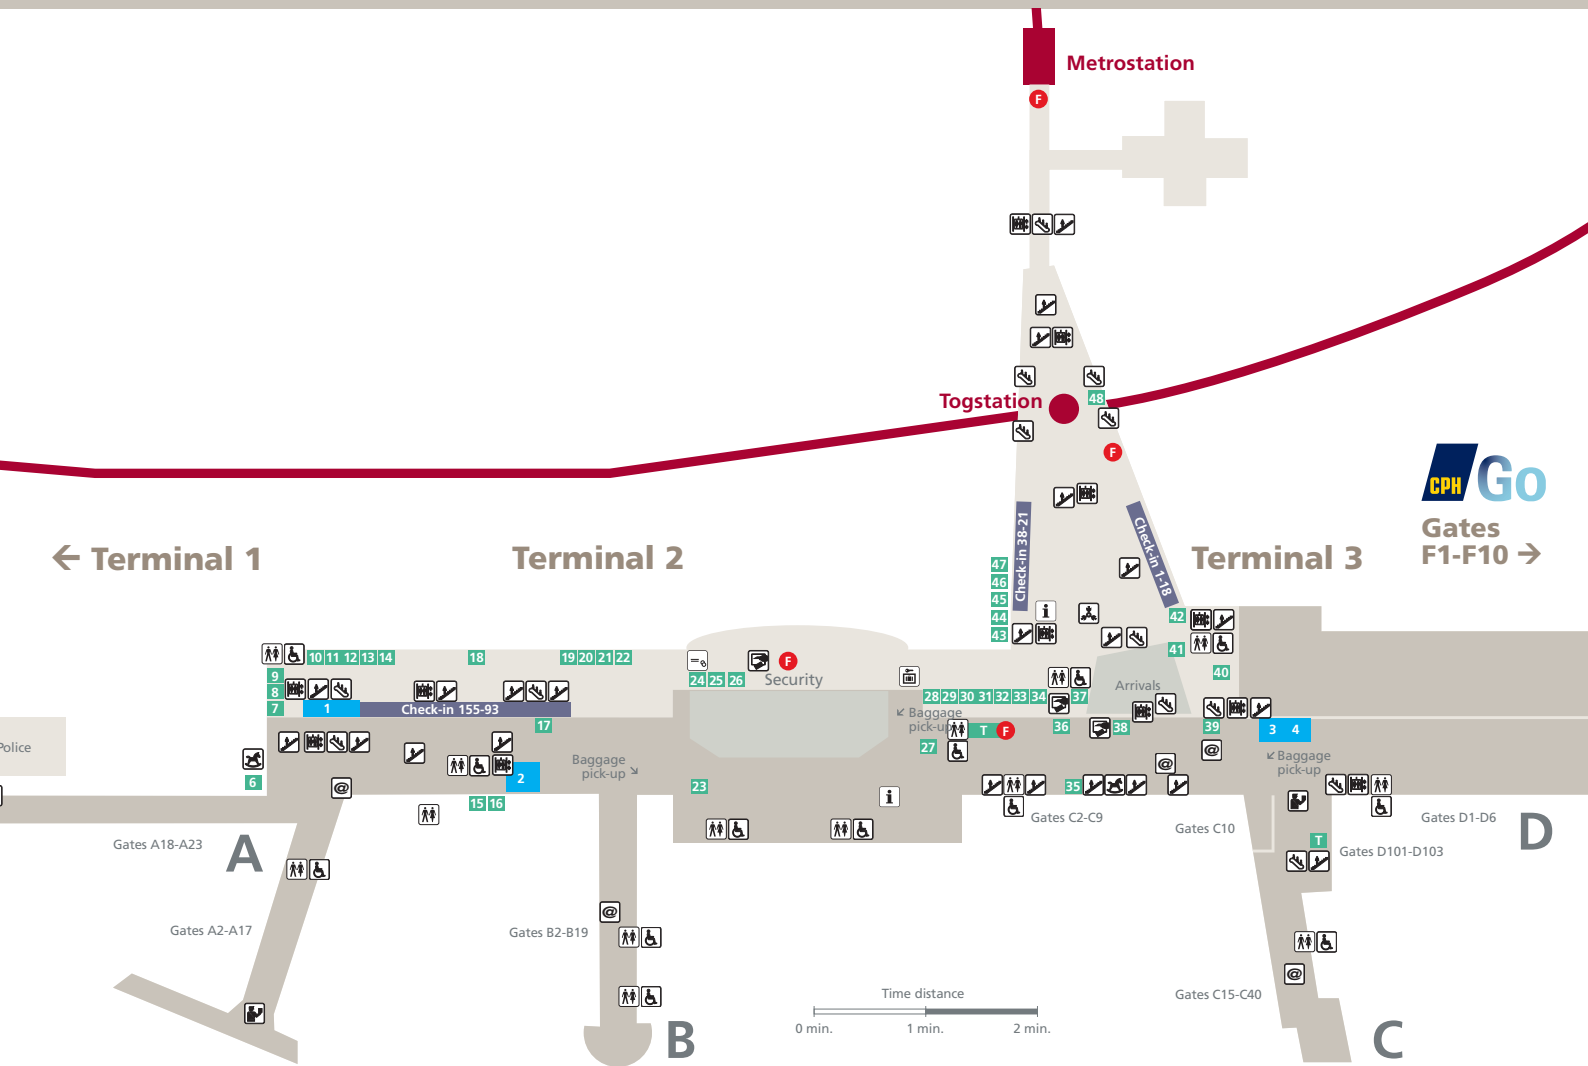 Metrostation
F
Togstation
48
F
CPH Go
Gates
F1-F10 →
← Terminal 1
Terminal 2
Terminal 3
Check-in 38-21
Check-in 1-18
47
46
45
44
43
i
42
41
40
10 11 12 13 14
18
19 20 21 22
9
8
7
1
Check-in 155-93
17
24 25 26
F
Security
28 29 30 31 32 33 34
37
Arrivals
Baggage
pick-up
T
F
27
36
38
39
3 4
@
@
Baggage
pick-up
Police
6
@
2
15 16
Baggage
pick-up
23
i
35
Gates C2-C9
Gates C10
Gates D1-D6
D
T
Gates D101-D103
Gates A18-A23
A
Gates A2-A17
Gates B2-B19
@
B
@
Gates C15-C40
C
Time distance
0 min.
1 min.
2 min.